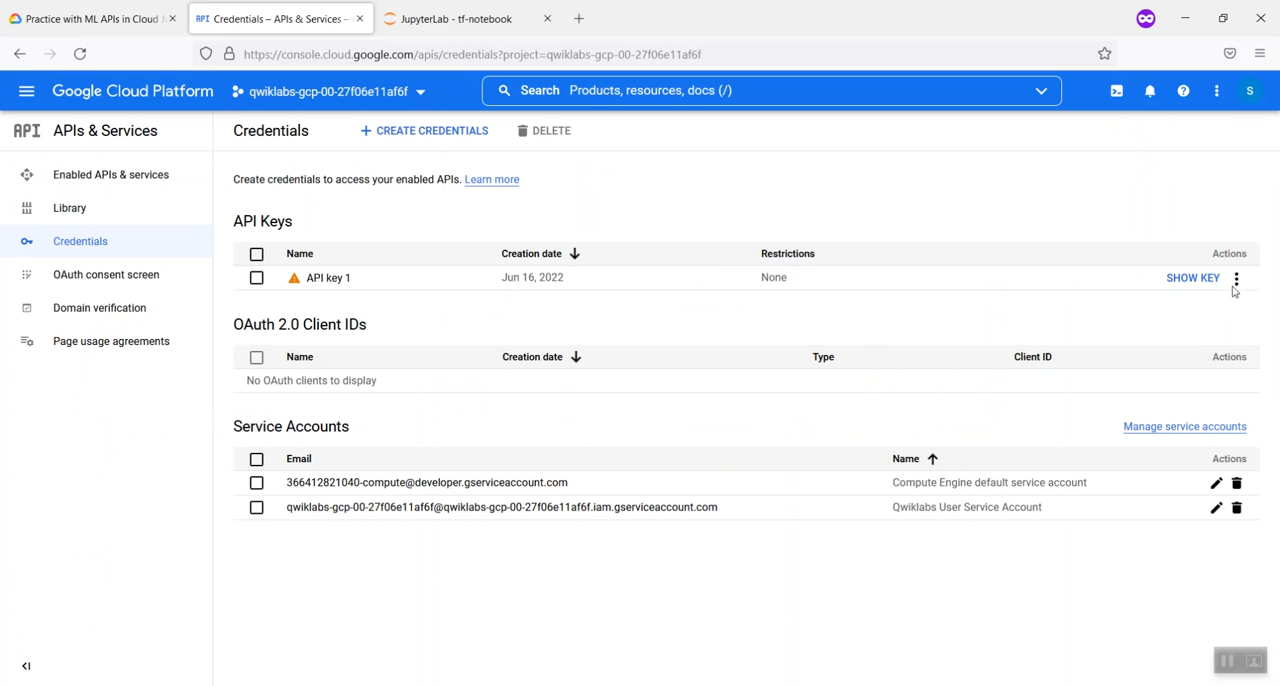 Practice with ML APIs in Cloud J
API Credentials – APIs & Services –
JupyterLab - tf-notebook
https://console.cloud.google.com/apis/credentials?project=qwiklabs-gcp-00-27f06e11af6f
Google Cloud Platform
qwiklabs-gcp-00-27f06e11af6f
Search Products, resources, docs (/)
S
API APIs & Services
Credentials
+ CREATE CREDENTIALS
DELETE
Enabled APIs & services
Library
Credentials
OAuth consent screen
Domain verification
Page usage agreements
Create credentials to access your enabled APIs. Learn more
API Keys
Name Creation date Restrictions Actions
API key 1 Jun 16, 2022 None SHOW KEY
OAuth 2.0 Client IDs
Name Creation date Type Client ID Actions
No OAuth clients to display
Service Accounts Manage service accounts
Email Name Actions
366412821040-compute@developer.gserviceaccount.com Compute Engine default service account
qwiklabs-gcp-00-27f06e11af6f@qwiklabs-gcp-00-27f06e11af6f.iam.gserviceaccount.com Qwiklabs User Service Account